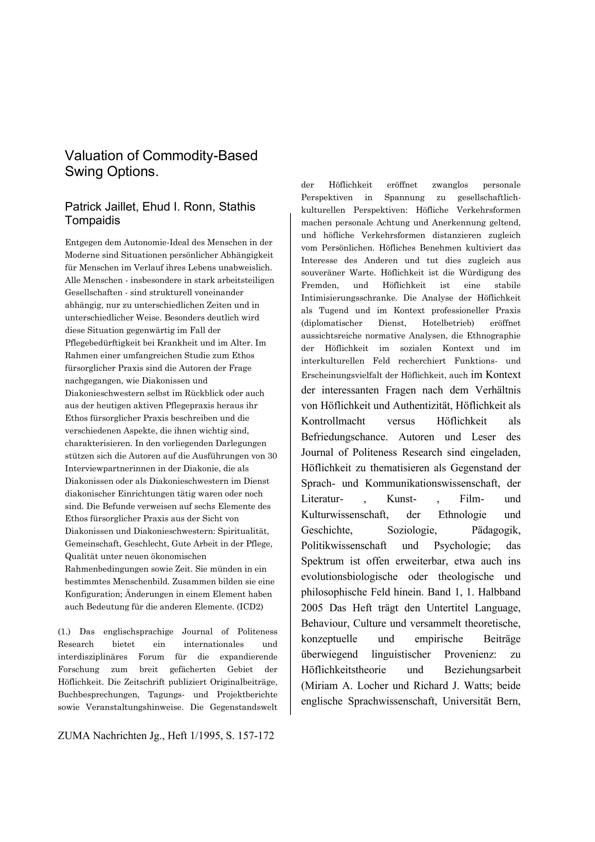 Valuation of Commodity-Based
Swing Options.
Patrick Jaillet, Ehud I. Ronn, Stathis
Tompaidis
Entgegen dem Autonomie-Ideal des Menschen in der
Moderne sind Situationen persönlicher Abhängigkeit
für Menschen im Verlauf ihres Lebens unabweislich.
Alle Menschen - insbesondere in stark arbeitsteiligen
Gesellschaften - sind strukturell voneinander
abhängig, nur zu unterschiedlichen Zeiten und in
unterschiedlicher Weise. Besonders deutlich wird
diese Situation gegenwärtig im Fall der
Pflegebedürftigkeit bei Krankheit und im Alter. Im
Rahmen einer umfangreichen Studie zum Ethos
fürsorglicher Praxis sind die Autoren der Frage
nachgegangen, wie Diakonissen und
Diakonieschwestern selbst im Rückblick oder auch
aus der heutigen aktiven Pflegepraxis heraus ihr
Ethos fürsorglicher Praxis beschreiben und die
verschiedenen Aspekte, die ihnen wichtig sind,
charakterisieren. In den vorliegenden Darlegungen
stützen sich die Autoren auf die Ausführungen von 30
Interviewpartnerinnen in der Diakonie, die als
Diakonissen oder als Diakonieschwestern im Dienst
diakonischer Einrichtungen tätig waren oder noch
sind. Die Befunde verweisen auf sechs Elemente des
Ethos fürsorglicher Praxis aus der Sicht von
Diakonissen und Diakonieschwestern: Spiritualität,
Gemeinschaft, Geschlecht, Gute Arbeit in der Pflege,
Qualität unter neuen ökonomischen
Rahmenbedingungen sowie Zeit. Sie münden in ein
bestimmtes Menschenbild. Zusammen bilden sie eine
Konfiguration; Änderungen in einem Element haben
auch Bedeutung für die anderen Elemente. (ICD2)
(1.) Das englischsprachige Journal of Politeness
Research bietet ein internationales und
interdisziplinäres Forum für die expandierende
Forschung zum breit gefächerten Gebiet der
Höflichkeit. Die Zeitschrift publiziert Originalbeiträge,
Buchbesprechungen, Tagungs- und Projektberichte
sowie Veranstaltungshinweise. Die Gegenstandswelt
der Höflichkeit eröffnet zwanglos personale
Perspektiven in Spannung zu gesellschaftlich-
kulturellen Perspektiven: Höfliche Verkehrsformen
machen personale Achtung und Anerkennung geltend,
und höfliche Verkehrsformen distanzieren zugleich
vom Persönlichen. Höfliches Benehmen kultiviert das
Interesse des Anderen und tut dies zugleich aus
souveräner Warte. Höflichkeit ist die Würdigung des
Fremden, und Höflichkeit ist eine stabile
Intimisierungsschranke. Die Analyse der Höflichkeit
als Tugend und im Kontext professioneller Praxis
(diplomatischer Dienst, Hotelbetrieb) eröffnet
aussichtsreiche normative Analysen, die Ethnographie
der Höflichkeit im sozialen Kontext und im
interkulturellen Feld recherchiert Funktions- und
Erscheinungsvielfalt der Höflichkeit, auch im Kontext
der interessanten Fragen nach dem Verhältnis
von Höflichkeit und Authentizität, Höflichkeit als
Kontrollmacht versus Höflichkeit als
Befriedungschance. Autoren und Leser des
Journal of Politeness Research sind eingeladen,
Höflichkeit zu thematisieren als Gegenstand der
Sprach- und Kommunikationswissenschaft, der
Literatur- , Kunst- , Film- und
Kulturwissenschaft, der Ethnologie und
Geschichte, Soziologie, Pädagogik,
Politikwissenschaft und Psychologie; das
Spektrum ist offen erweiterbar, etwa auch ins
evolutionsbiologische oder theologische und
philosophische Feld hinein. Band 1, 1. Halbband
2005 Das Heft trägt den Untertitel Language,
Behaviour, Culture und versammelt theoretische,
konzeptuelle und empirische Beiträge
überwiegend linguistischer Provenienz: zu
Höflichkeitstheorie und Beziehungsarbeit
(Miriam A. Locher und Richard J. Watts; beide
englische Sprachwissenschaft, Universität Bern,
ZUMA Nachrichten Jg., Heft 1/1995, S. 157-172